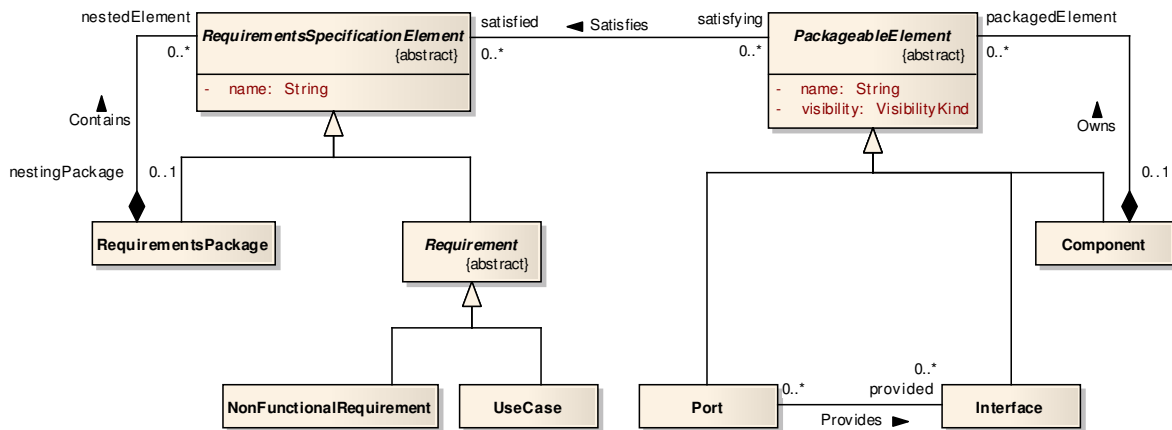 nestedElement
0..*
RequirementsSpecificationElement
{abstract}
- name: String
satisfied
0..*
◄ Satisfies
satisfying
0..*
PackageableElement
{abstract}
- name: String
- visibility: VisibilityKind
packagedElement
0..*
▲
Contains
▲
Owns
nestingPackage
0..1
0..1
RequirementsPackage
Requirement
{abstract}
Component
NonFunctionalRequirement
UseCase
Port
0..*
Provides ►
0..*
provided
Interface